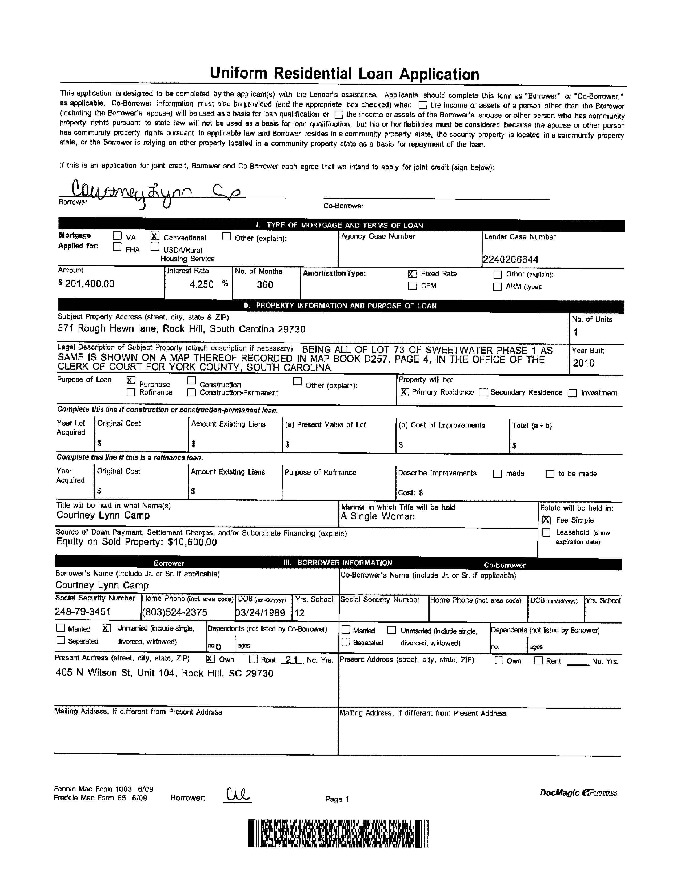 Uniform Residential Loan Application
This application is designed to be completed by the applicant(s) with the Lender's assistance. Applicants should complete this form as "Borrower" or "Co-Borrower,"
as applicable. Co-Borrower information must also be provided (and the appropriate box checked) when ☐ the income or assets of a person other than the Borrower
(including the Borrower's spouse) will be used as a basis for loan qualification or ☐ the income or assets of the Borrower's spouse or other person who has community
property rights pursuant to state law will not be used as a basis for loan qualification, but his or her liabilities must be considered because the spouse or other person
has community property rights pursuant to applicable law and Borrower resides in a community property state, the security property is located in a community property
state, or the Borrower is relying on other property located in a community property state as a basis for repayment of the loan.
If this is an application for joint credit, Borrower and Co-Borrower each agree that we intend to apply for joint credit (sign below):
Courtney Lynn
Borrower Co-Borrower
I. TYPE OF MORTGAGE AND TERMS OF LOAN
Mortgage ☐ VA ☒ Conventional ☐ Other (explain): Agency Case Number Lender Case Number
Applied for: ☐ FHA ☐ USDA/Rural
Housing Service 2240206344
Amount Interest Rate No. of Months Amortization Type: ☒ Fixed Rate ☐ Other (explain):
$ 201,400.00 4.250 % 360 ☐ GPM ☐ ARM (type):
II. PROPERTY INFORMATION AND PURPOSE OF LOAN
Subject Property Address (street, city, state & ZIP) No. of Units
571 Rough Hewn lane, Rock Hill, South Carolina 29730 1
Legal Description of Subject Property (attach description if necessary) BEING ALL OF LOT 73 OF SWEETWATER PHASE 1 AS Year Built
SAME IS SHOWN ON A MAP THEREOF RECORDED IN MAP BOOK D257, PAGE 4, IN THE OFFICE OF THE 2016
CLERK OF COURT FOR YORK COUNTY, SOUTH CAROLINA
Purpose of Loan ☒ Purchase ☐ Construction ☐ Other (explain): Property will be:
☐ Refinance ☐ Construction-Permanent ☒ Primary Residence ☐ Secondary Residence ☐ Investment
Complete this line if construction or construction-permanent loan.
Year Lot Original Cost Amount Existing Liens (a) Present Value of Lot (b) Cost of Improvements Total (a + b)
Acquired $ $ $ $ $
Complete this line if this is a refinance loan.
Year Original Cost Amount Existing Liens Purpose of Refinance Describe Improvements ☐ made ☐ to be made
Acquired $ $ Cost: $
Title will be held in what Name(s) Manner in which Title will be held Estate will be held in:
Courtney Lynn Camp A Single Woman ☒ Fee Simple
Source of Down Payment, Settlement Charges, and/or Subordinate Financing (explain) ☐ Leasehold (show
Equity on Sold Property: $10,600.00 expiration date)
Borrower III. BORROWER INFORMATION Co-Borrower
Borrower's Name (include Jr. or Sr. if applicable) Co-Borrower's Name (include Jr. or Sr. if applicable)
Courtney Lynn Camp
Social Security Number Home Phone (incl. area code) DOB (mm/dd/yyyy) Yrs. School Social Security Number Home Phone (incl. area code) DOB (mm/dd/yyyy) Yrs. School
248-79-3451 (803)524-2375 03/24/1989 12
☐ Married ☒ Unmarried (include single, Dependents (not listed by Co-Borrower) ☐ Married ☐ Unmarried (include single, Dependents (not listed by Borrower)
☐ Separated divorced, widowed) no. 0 ages ☐ Separated divorced, widowed) no. ages
Present Address (street, city, state, ZIP) ☒ Own ☐ Rent 2.1 No. Yrs. Present Address (street, city, state, ZIP) ☐ Own ☐ Rent No. Yrs.
405 N Wilson St, Unit 104, Rock Hill, SC 29730
Mailing Address, if different from Present Address Mailing Address, if different from Present Address
Fannie Mae Form 1003 6/09
Freddie Mac Form 65 6/09 Borrower: Page 1 DocMagic eForms